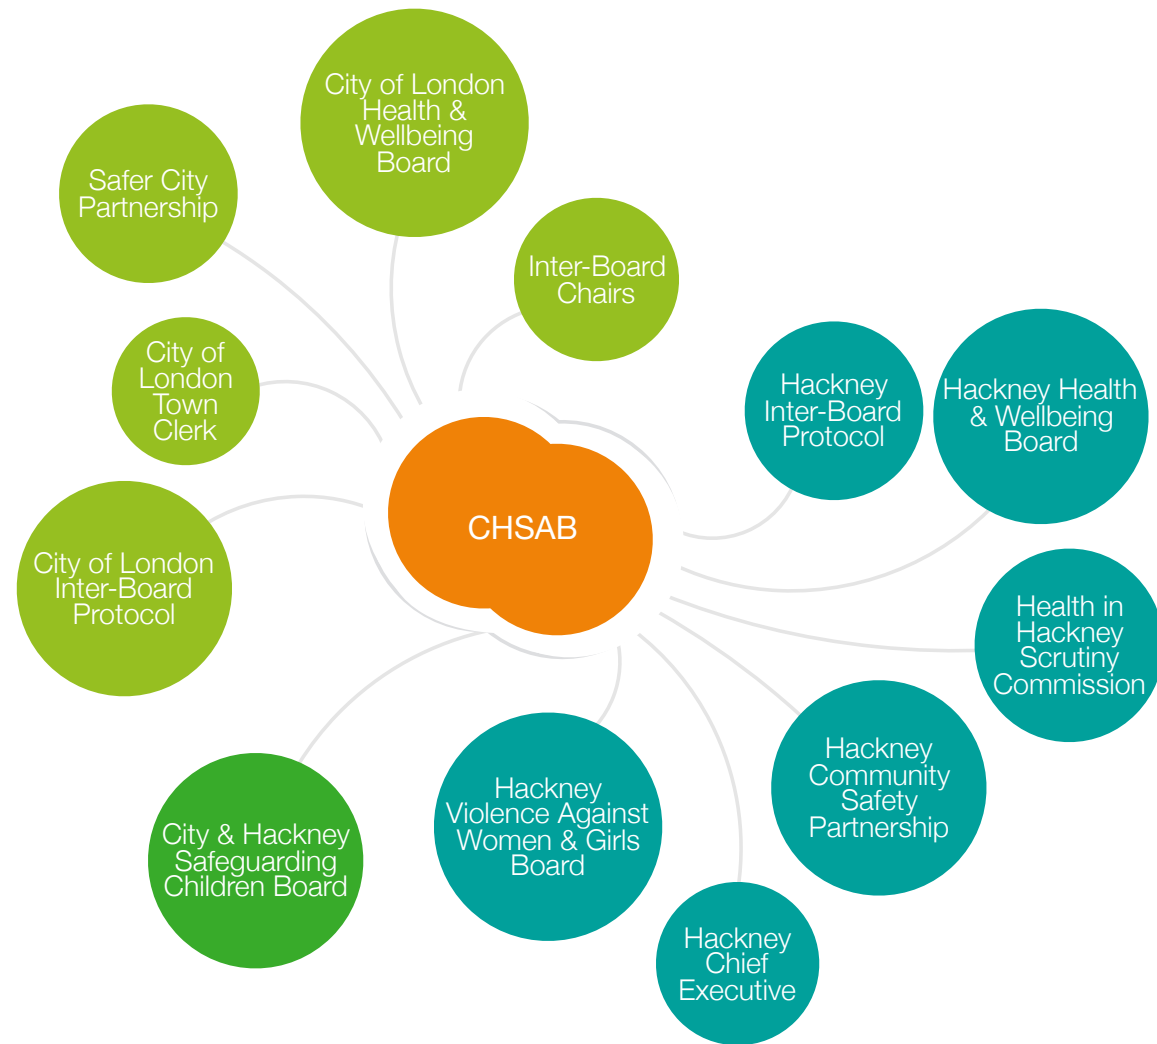 City of London
Health &
Wellbeing
Board
Safer City
Partnership
Inter-Board
Chairs
City of
London
Town
Clerk
Hackney
Inter-Board
Protocol
Hackney Health
& Wellbeing
Board
CHSAB
City of London
Inter-Board
Protocol
Health in
Hackney
Scrutiny
Commission
Hackney
Community
Safety
Partnership
Hackney
Violence Against
Women & Girls
Board
City & Hackney
Safeguarding
Children Board
Hackney
Chief
Executive